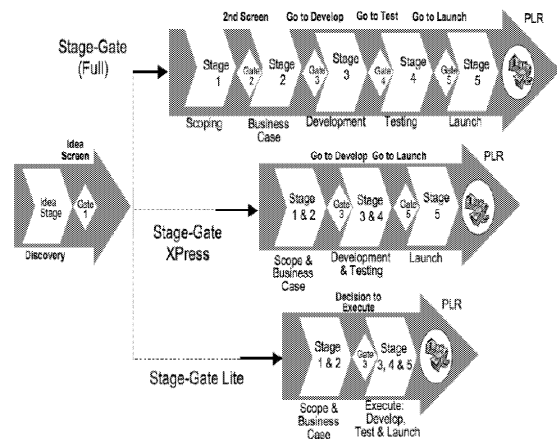 2nd Screen Go to Develop Go to Test Go to Launch
PLR
Stage-Gate
(Full)
Stage
1
Gate
2
Stage
2
Gate
3
Stage
3
Gate
4
Stage
4
Gate
5
Stage
5
Scoping
Business
Case
Development
Testing
Launch
Idea
Screen
Idea
Stage
Gate
1
Discovery
Go to Develop Go to Launch
PLR
Stage-Gate
XPress
Stage
1 & 2
Gate
3
Stage
3 & 4
Gate
5
Stage
5
Scope &
Business
Case
Development
& Testing
Launch
Decision to
Execute
PLR
Stage-Gate Lite
Stage
1 & 2
Gate
3
Stage
3, 4 & 5
Scope &
Business
Case
Execute:
Develop,
Test & Launch